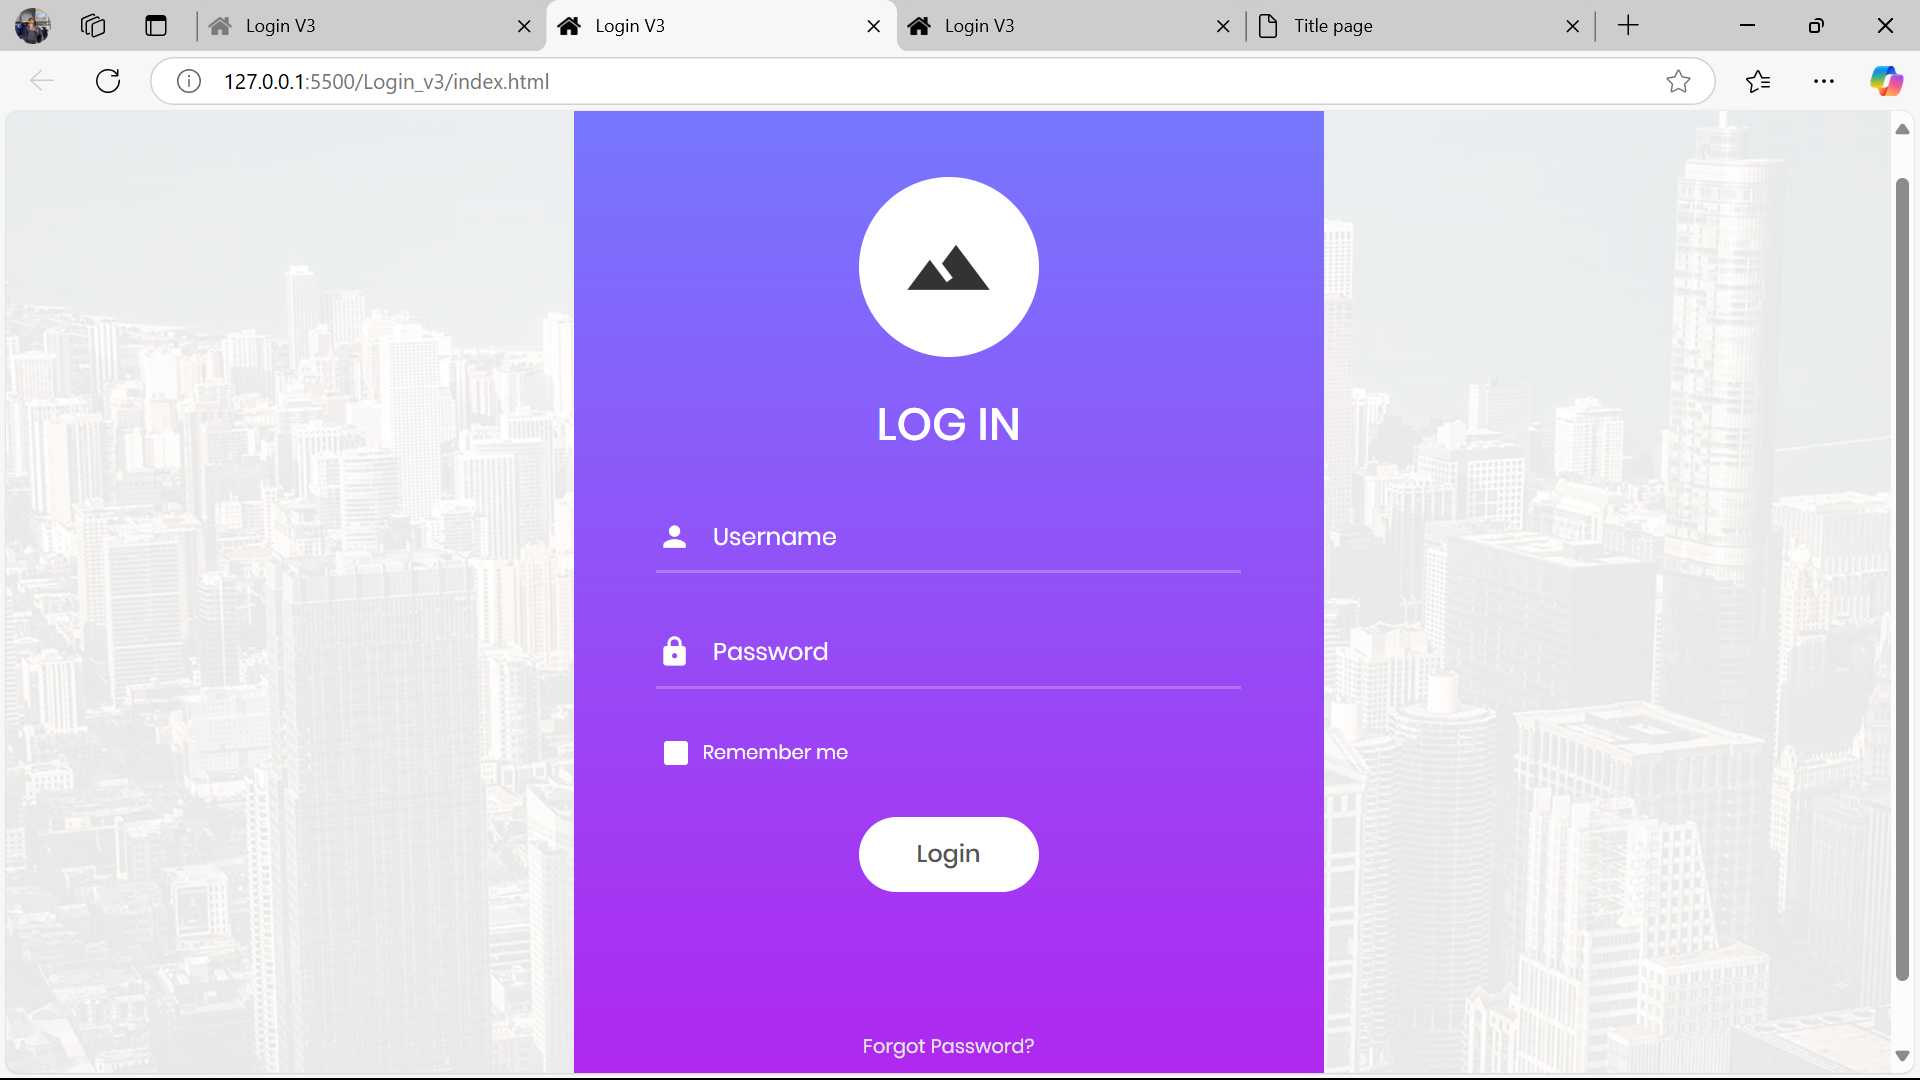 Login V3
Login V3
Login V3
Title page
127.0.0.1:5500/Login_v3/index.html
LOG IN
Username
Password
Remember me
Login
Forgot Password?